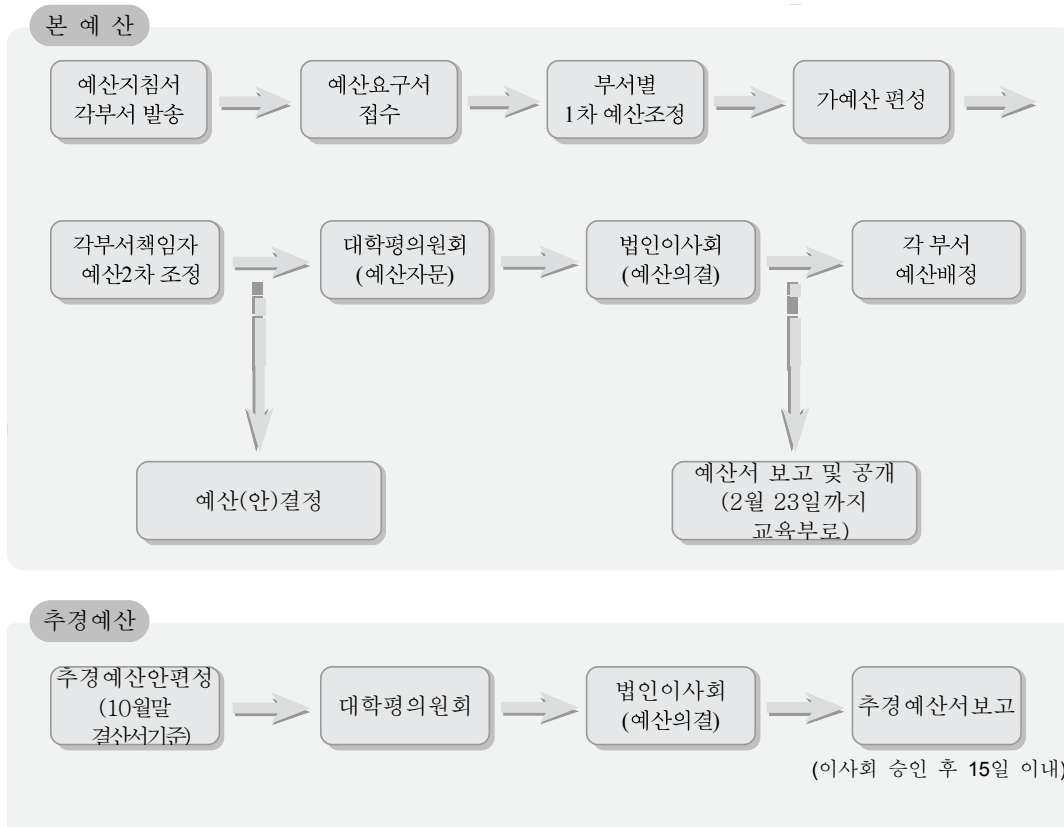 본 예 산
예산지침서
각부서 발송
예산요구서
접수
부서별
1차 예산조정
가예산 편성
각부서책임자
예산2차 조정
대학평의원회
(예산자문)
법인이사회
(예산의결)
각 부서
예산배정
예산(안)결정
예산서 보고 및 공개
(2월 23일까지
교육부로)
추경예산
추경예산안편성
(10월말
결산서기준)
대학평의원회
법인이사회
(예산의결)
추경예산서보고
(이사회 승인 후 15일 이내)